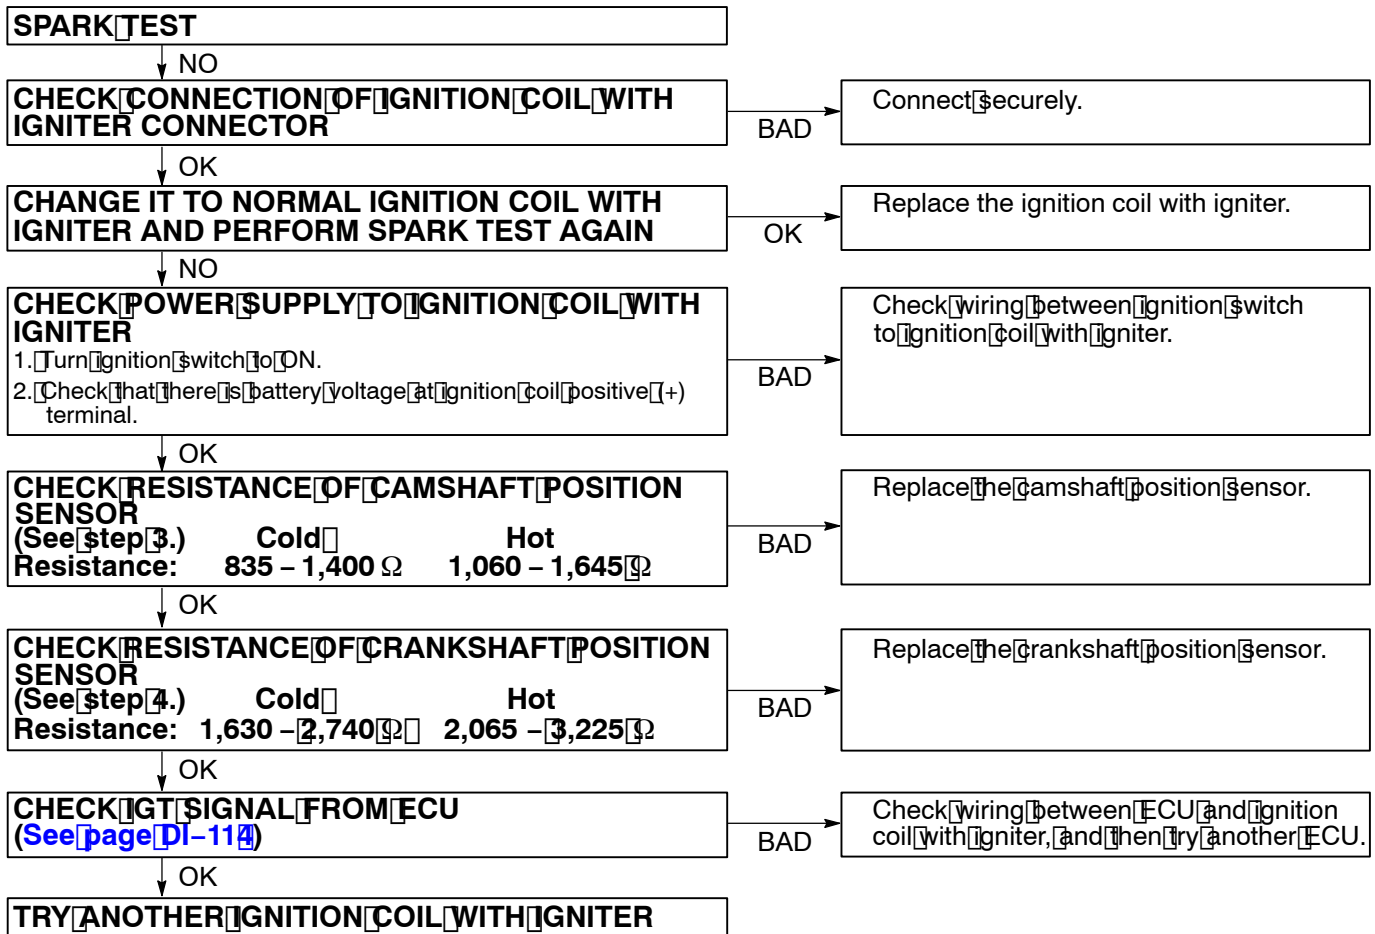 SPARK TEST
NO
CHECK CONNECTION OF IGNITION COIL WITH
IGNITER CONNECTOR
BAD
Connect securely.
OK
CHANGE IT TO NORMAL IGNITION COIL WITH
IGNITER AND PERFORM SPARK TEST AGAIN
OK
Replace the ignition coil with igniter.
NO
CHECK POWER SUPPLY TO IGNITION COIL WITH
IGNITER
1. Turn ignition switch to ON.
2. Check that there is battery voltage at ignition coil positive (+)
terminal.
BAD
Check wiring between ignition switch
to ignition coil with igniter.
OK
CHECK RESISTANCE OF CAMSHAFT POSITION
SENSOR
(See step 3.) Cold Hot
Resistance: 835 – 1,400 Ω 1,060 – 1,645 Ω
BAD
Replace the camshaft position sensor.
OK
CHECK RESISTANCE OF CRANKSHAFT POSITION
SENSOR
(See step 4.) Cold Hot
Resistance: 1,630 – 2,740 Ω 2,065 – 3,225 Ω
BAD
Replace the crankshaft position sensor.
OK
CHECK IGT SIGNAL FROM ECU
(See page DI–114)
BAD
Check wiring between ECU and ignition
coil with igniter, and then try another ECU.
OK
TRY ANOTHER IGNITION COIL WITH IGNITER